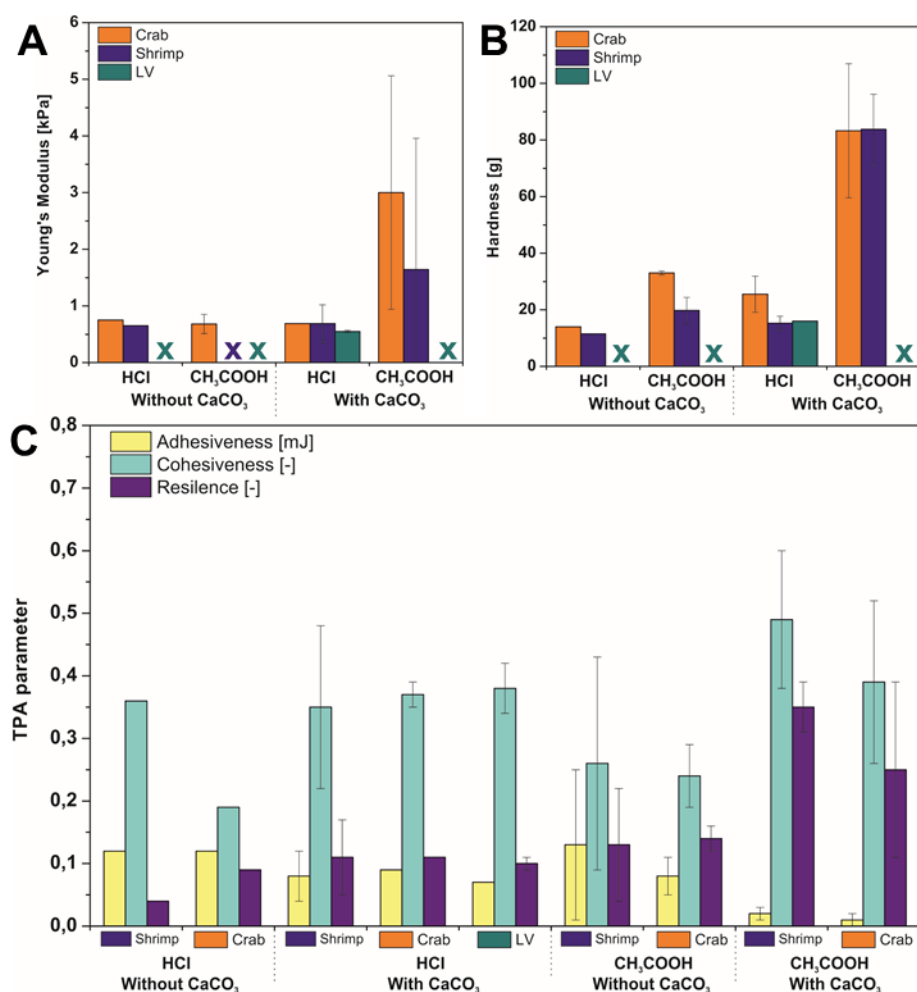 A
Crab
Shrimp
LV
Young's Modulus [kPa]
6
5
4
3
2
1
0
X
X
X
X
HCl
CH₃COOH
HCl
CH₃COOH
Without CaCO₃
With CaCO₃
B
Crab
Shrimp
LV
Hardness [g]
120
100
80
60
40
20
0
X
X
X
HCl
CH₃COOH
HCl
CH₃COOH
Without CaCO₃
With CaCO₃
C
Adhesiveness [mJ]
Cohesiveness [-]
Resilence [-]
TPA parameter
0,8
0,7
0,6
0,5
0,4
0,3
0,2
0,1
0,0
Shrimp
Crab
Shrimp
Crab
LV
Shrimp
Crab
Shrimp
Crab
HCl
HCl
CH₃COOH
CH₃COOH
Without CaCO₃
With CaCO₃
Without CaCO₃
With CaCO₃